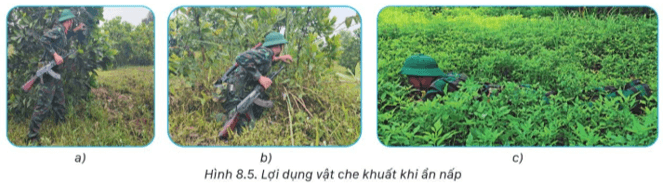 a)
b)
c)
Hình 8.5. Lợi dụng vật che khuất khi ẩn nấp